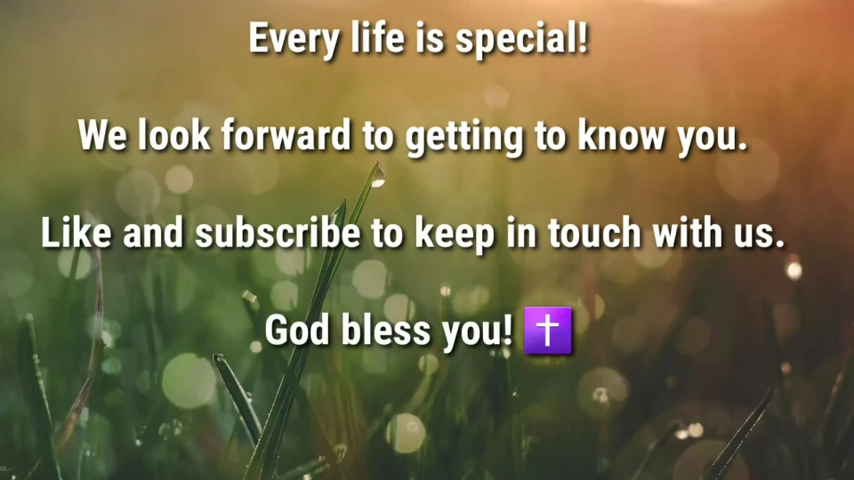 Every life is special!
We look forward to getting to know you.
Like and subscribe to keep in touch with us.
God bless you! ✝️